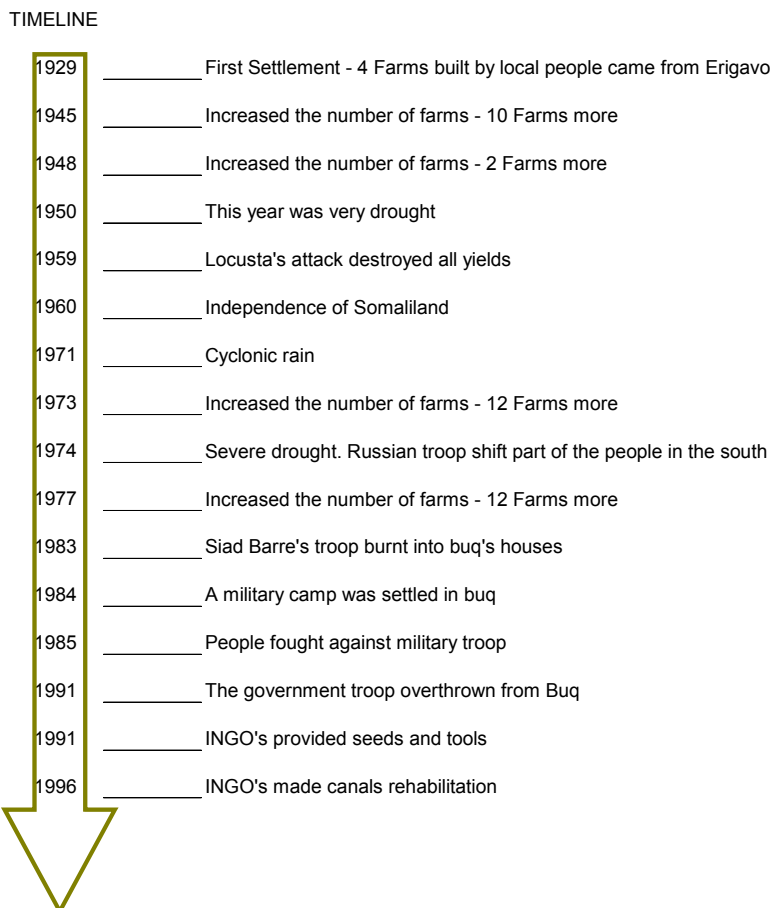 TIMELINE
1929 First Settlement - 4 Farms built by local people came from Erigavo
1945 Increased the number of farms - 10 Farms more
1948 Increased the number of farms - 2 Farms more
1950 This year was very drought
1959 Locusta's attack destroyed all yields
1960 Independence of Somaliland
1971 Cyclonic rain
1973 Increased the number of farms - 12 Farms more
1974 Severe drought. Russian troop shift part of the people in the south
1977 Increased the number of farms - 12 Farms more
1983 Siad Barre's troop burnt into buq's houses
1984 A military camp was settled in buq
1985 People fought against military troop
1991 The government troop overthrown from Buq
1991 INGO's provided seeds and tools
1996 INGO's made canals rehabilitation